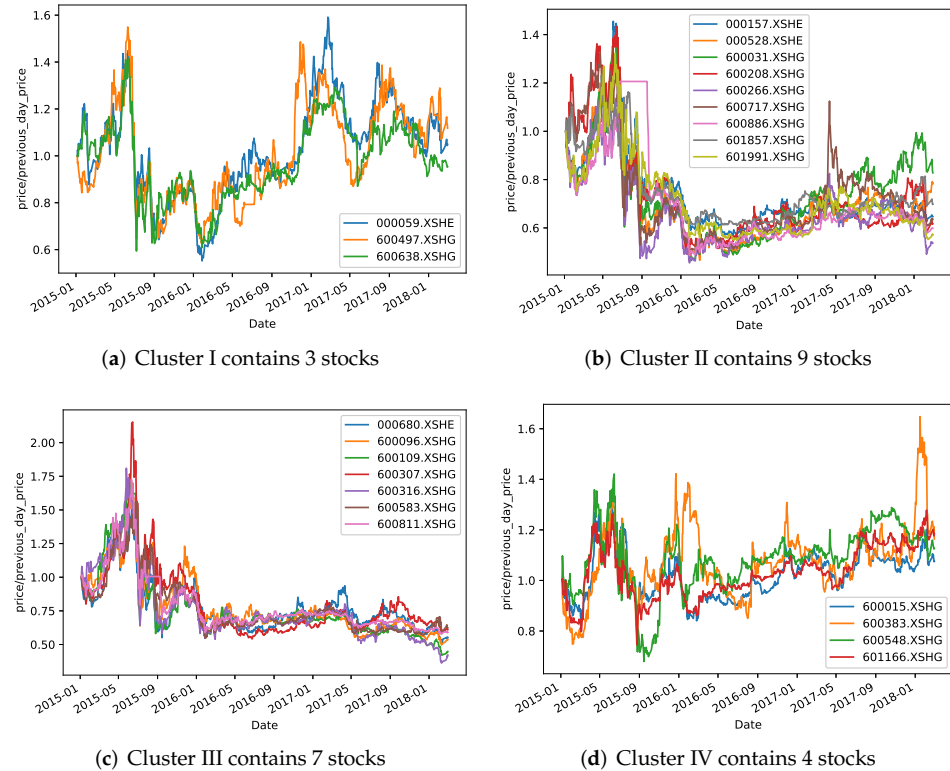 price/previous_day_price
1.6
1.4
1.2
1.0
0.8
0.6
000059.XSHE
600497.XSHG
600638.XSHG
2015-01
2015-05
2015-09
2016-01
2016-05
2016-09
2017-01
2017-05
2017-09
2018-01
Date
(a) Cluster I contains 3 stocks
price/previous_day_price
1.4
1.2
1.0
0.8
0.6
000157.XSHE
000528.XSHE
600031.XSHG
600208.XSHG
600266.XSHG
600717.XSHG
600886.XSHG
601857.XSHG
601991.XSHG
2015-01
2015-05
2015-09
2016-01
2016-05
2016-09
2017-01
2017-05
2017-09
2018-01
Date
(b) Cluster II contains 9 stocks
price/previous_day_price
2.00
1.75
1.50
1.25
1.00
0.75
0.50
000680.XSHE
600096.XSHG
600109.XSHG
600307.XSHG
600316.XSHG
600583.XSHG
600811.XSHG
2015-01
2015-05
2015-09
2016-01
2016-05
2016-09
2017-01
2017-05
2017-09
2018-01
Date
(c) Cluster III contains 7 stocks
price/previous_day_price
1.6
1.4
1.2
1.0
0.8
600015.XSHG
600383.XSHG
600548.XSHG
601166.XSHG
2015-01
2015-05
2015-09
2016-01
2016-05
2016-09
2017-01
2017-05
2017-09
2018-01
Date
(d) Cluster IV contains 4 stocks